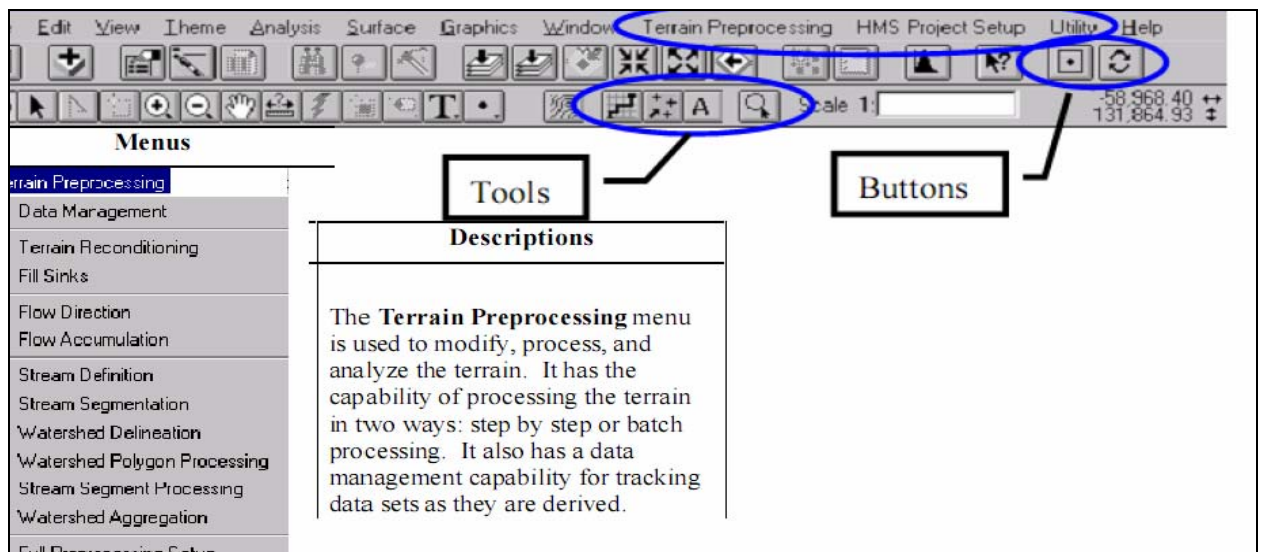 Edit View Theme Analysis Surface Graphics Window Terrain Preprocessing HMS Project Setup Utility Help
T. A Scale 1: -58,968.40
131,864.93
Menus
Terrain Preprocessing
Data Management
Terrain Reconditioning
Fill Sinks
Flow Direction
Flow Accumulation
Stream Definition
Stream Segmentation
Watershed Delineation
Watershed Polygon Processing
Stream Segment Processing
Watershed Aggregation
Tools
Buttons
Descriptions
The Terrain Preprocessing menu
is used to modify, process, and
analyze the terrain. It has the
capability of processing the terrain
in two ways: step by step or batch
processing. It also has a data
management capability for tracking
data sets as they are derived.